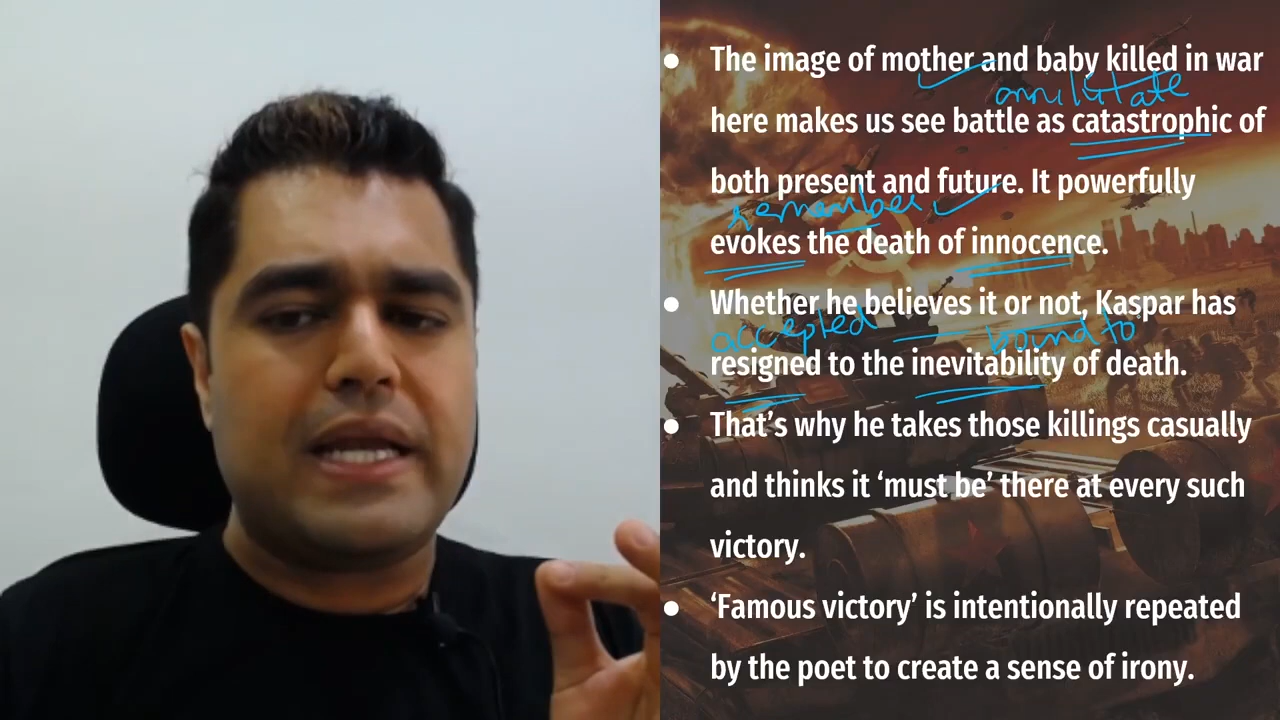 ● The image of mother and baby killed in war
annihitate
here makes us see battle as catastrophic of
both present and future. It powerfully
remember
evokes the death of innocence.
● Whether he believes it or not, Kaspar has
accepted bound to
resigned to the inevitability of death.
● That’s why he takes those killings casually
and thinks it ‘must be’ there at every such
victory.
● ‘Famous victory’ is intentionally repeated
by the poet to create a sense of irony.